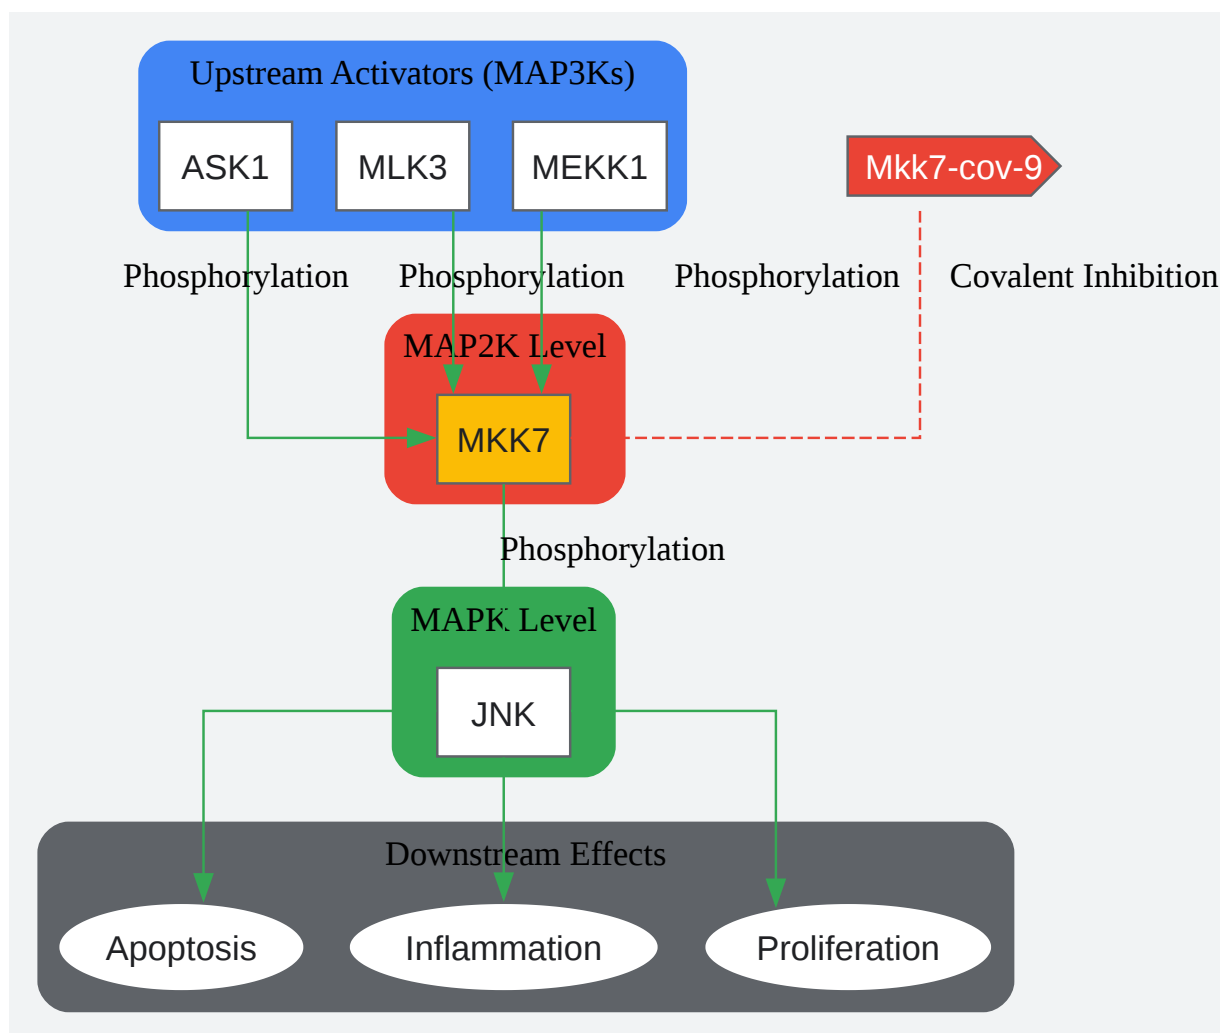 Upstream Activators (MAP3Ks)
ASK1
MLK3
MEKK1
Mkk7-cov-9
Phosphorylation
Phosphorylation
Phosphorylation
Covalent Inhibition
MAP2K Level
MKK7
Phosphorylation
MAPK Level
JNK
Downstream Effects
Apoptosis
Inflammation
Proliferation